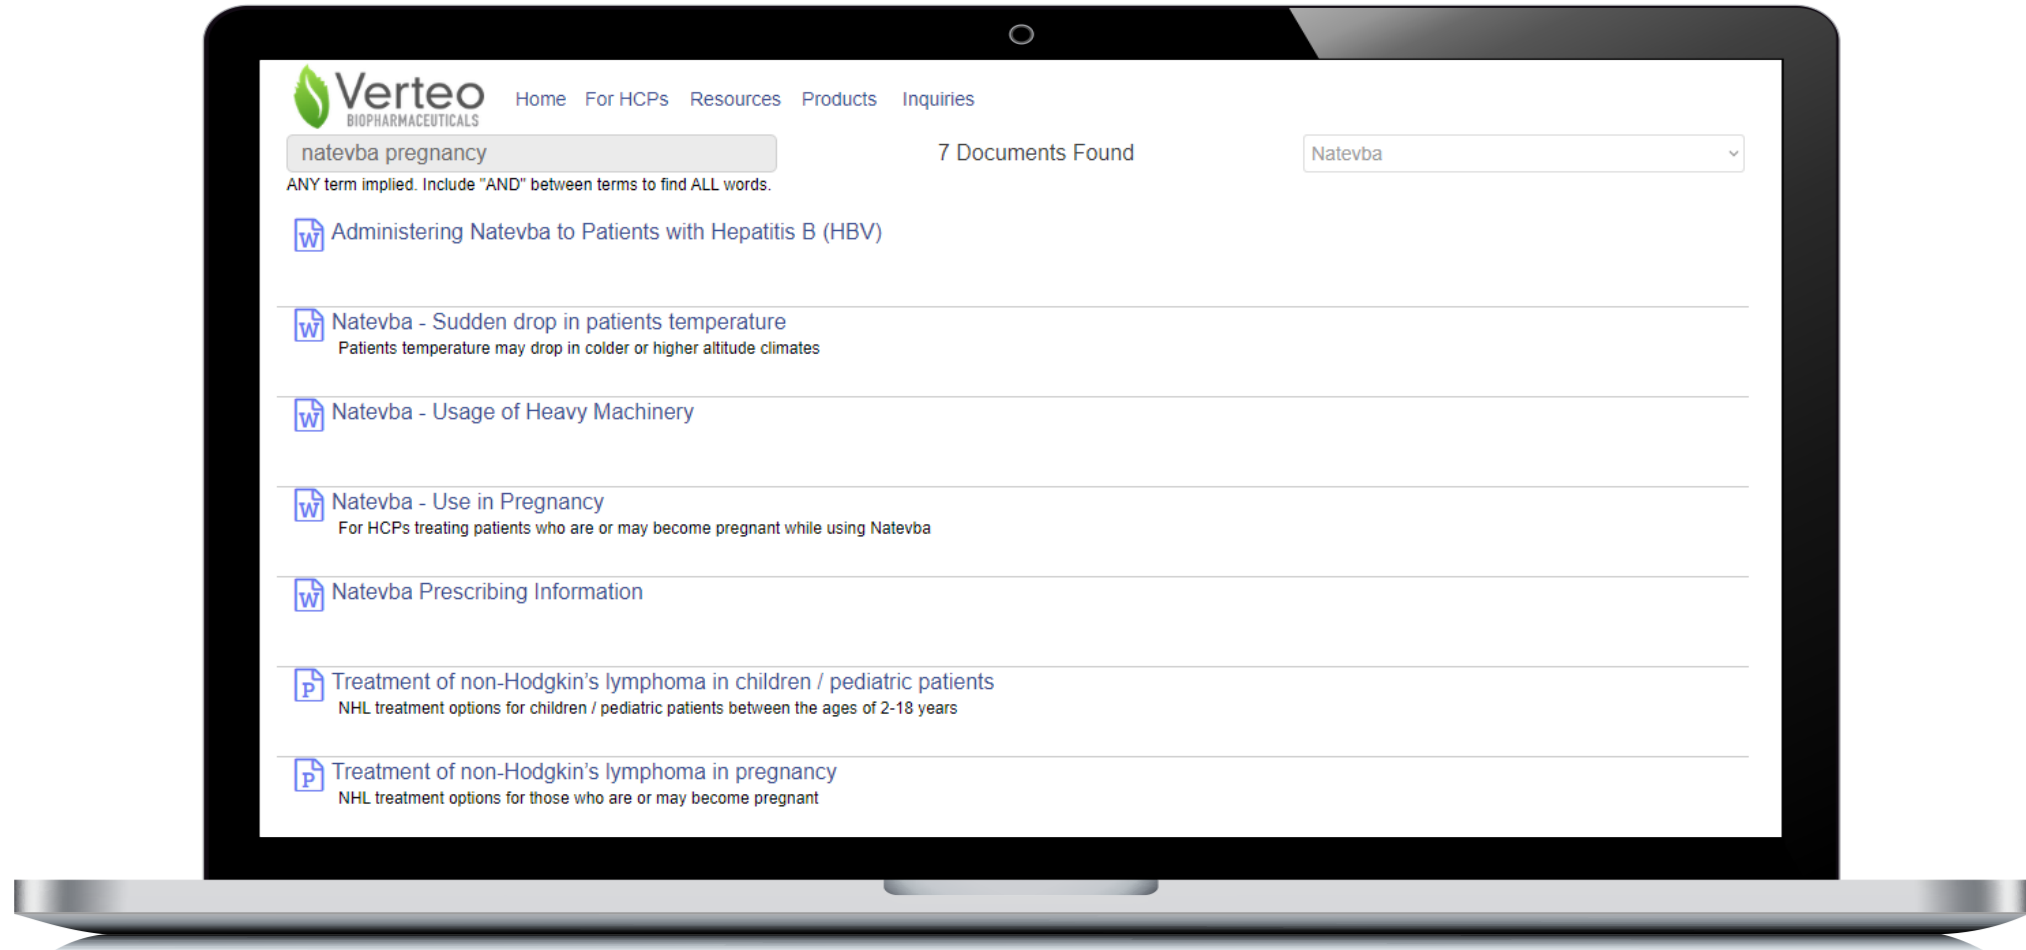 Verteo
BIOPHARMACEUTICALS
Home For HCPs Resources Products Inquiries
natevba pregnancy
7 Documents Found
Natevba
ANY term implied. Include "AND" between terms to find ALL words.
W Administering Natevba to Patients with Hepatitis B (HBV)
W Natevba - Sudden drop in patients temperature
Patients temperature may drop in colder or higher altitude climates
W Natevba - Usage of Heavy Machinery
W Natevba - Use in Pregnancy
For HCPs treating patients who are or may become pregnant while using Natevba
W Natevba Prescribing Information
P Treatment of non-Hodgkin’s lymphoma in children / pediatric patients
NHL treatment options for children / pediatric patients between the ages of 2-18 years
P Treatment of non-Hodgkin’s lymphoma in pregnancy
NHL treatment options for those who are or may become pregnant